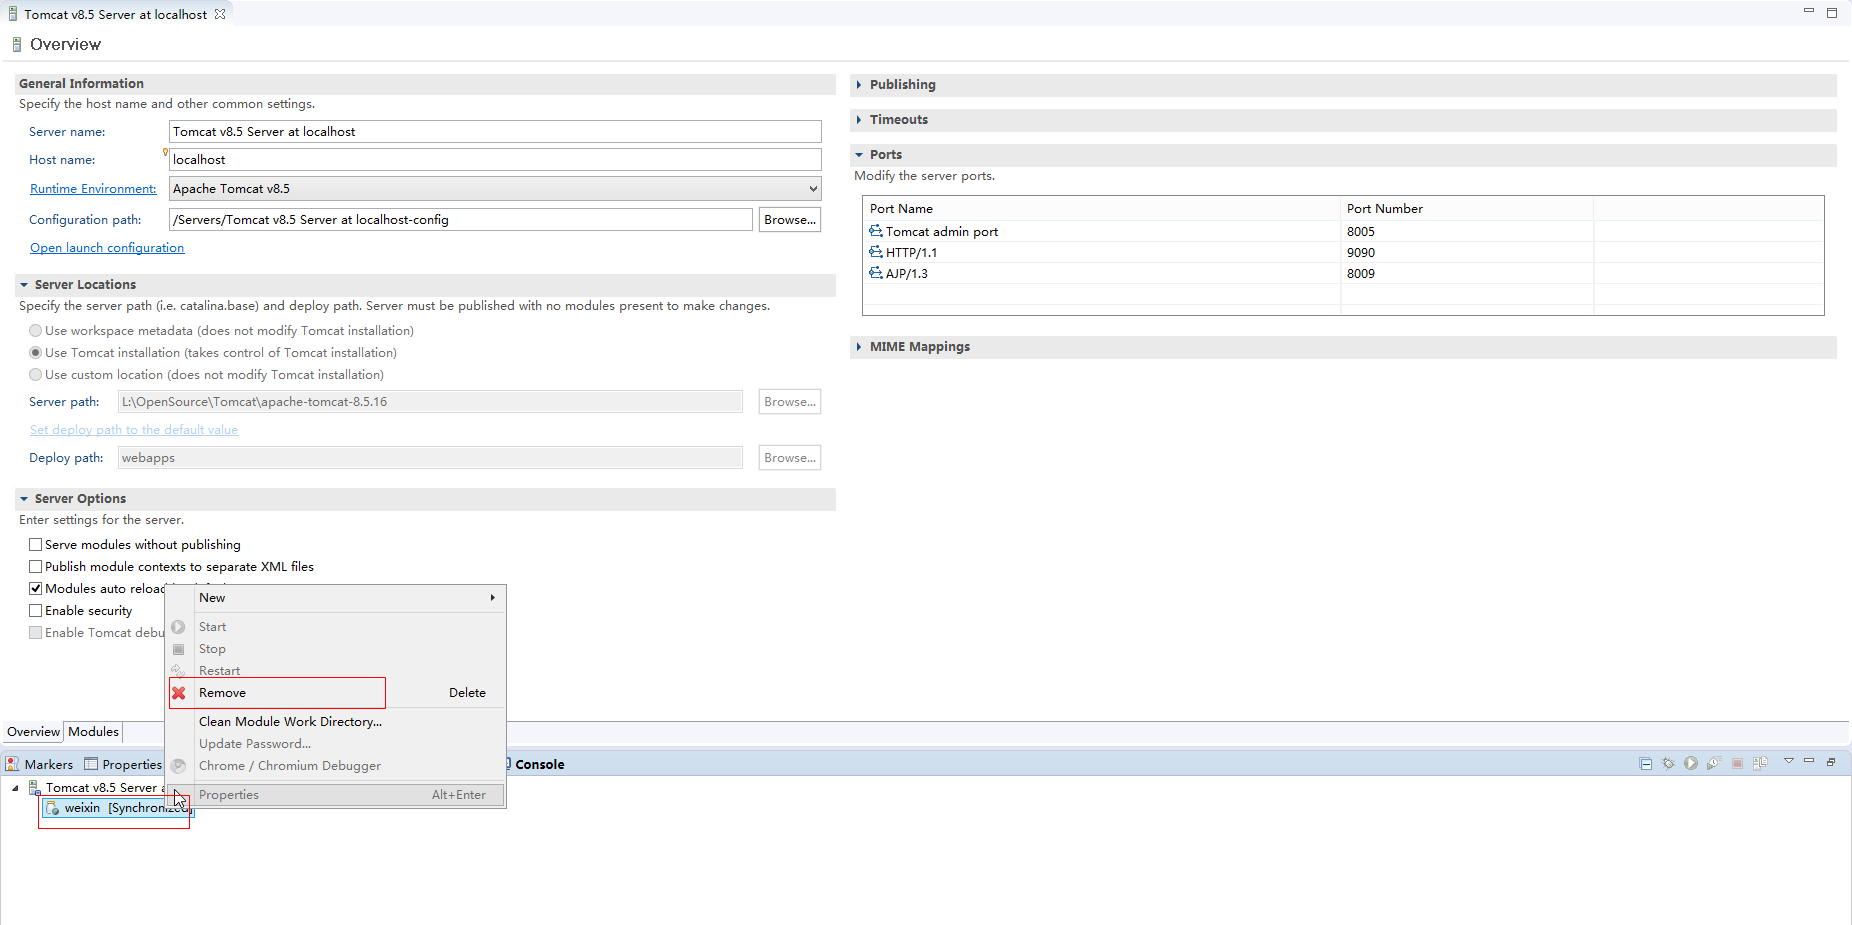 Tomcat v8.5 Server at localhost
Overview
General Information
Specify the host name and other common settings.
Server name: Tomcat v8.5 Server at localhost
Host name: localhost
Runtime Environment: Apache Tomcat v8.5
Configuration path: /Servers/Tomcat v8.5 Server at localhost-config Browse...
Open launch configuration
Server Locations
Specify the server path (i.e. catalina.base) and deploy path. Server must be published with no modules present to make changes.
Use workspace metadata (does not modify Tomcat installation)
Use Tomcat installation (takes control of Tomcat installation)
Use custom location (does not modify Tomcat installation)
Server path: L:\OpenSource\Tomcat\apache-tomcat-8.5.16 Browse...
Set deploy path to the default value
Deploy path: webapps Browse...
Server Options
Enter settings for the server.
Serve modules without publishing
Publish module contexts to separate XML files
Modules auto reload
Enable security
Enable Tomcat debu
Publishing
Timeouts
Ports
Modify the server ports.
Port Name Port Number
Tomcat admin port 8005
HTTP/1.1 9090
AJP/1.3 8009
MIME Mappings
New
Start
Stop
Restart
Remove Delete
Clean Module Work Directory...
Update Password...
Chrome / Chromium Debugger
Properties Alt+Enter
Overview Modules
Markers Properties Console
Tomcat v8.5 Server
weixin [Synchronized]